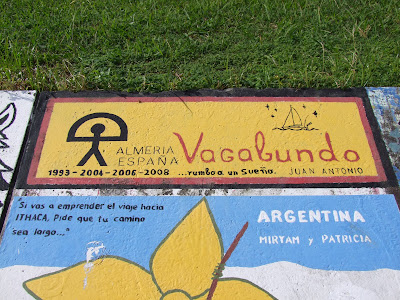 ALMERIA
ESPAÑA
Vagabundo
1993 - 2004 - 2006 - 2008
...rumbo a un Sueño.
JUAN ANTONIO
"Si vas a emprender el viaje hacia
ITHACA, Pide que tu camino
sea largo..."
ARGENTINA
MIRIAM y PATRICIA